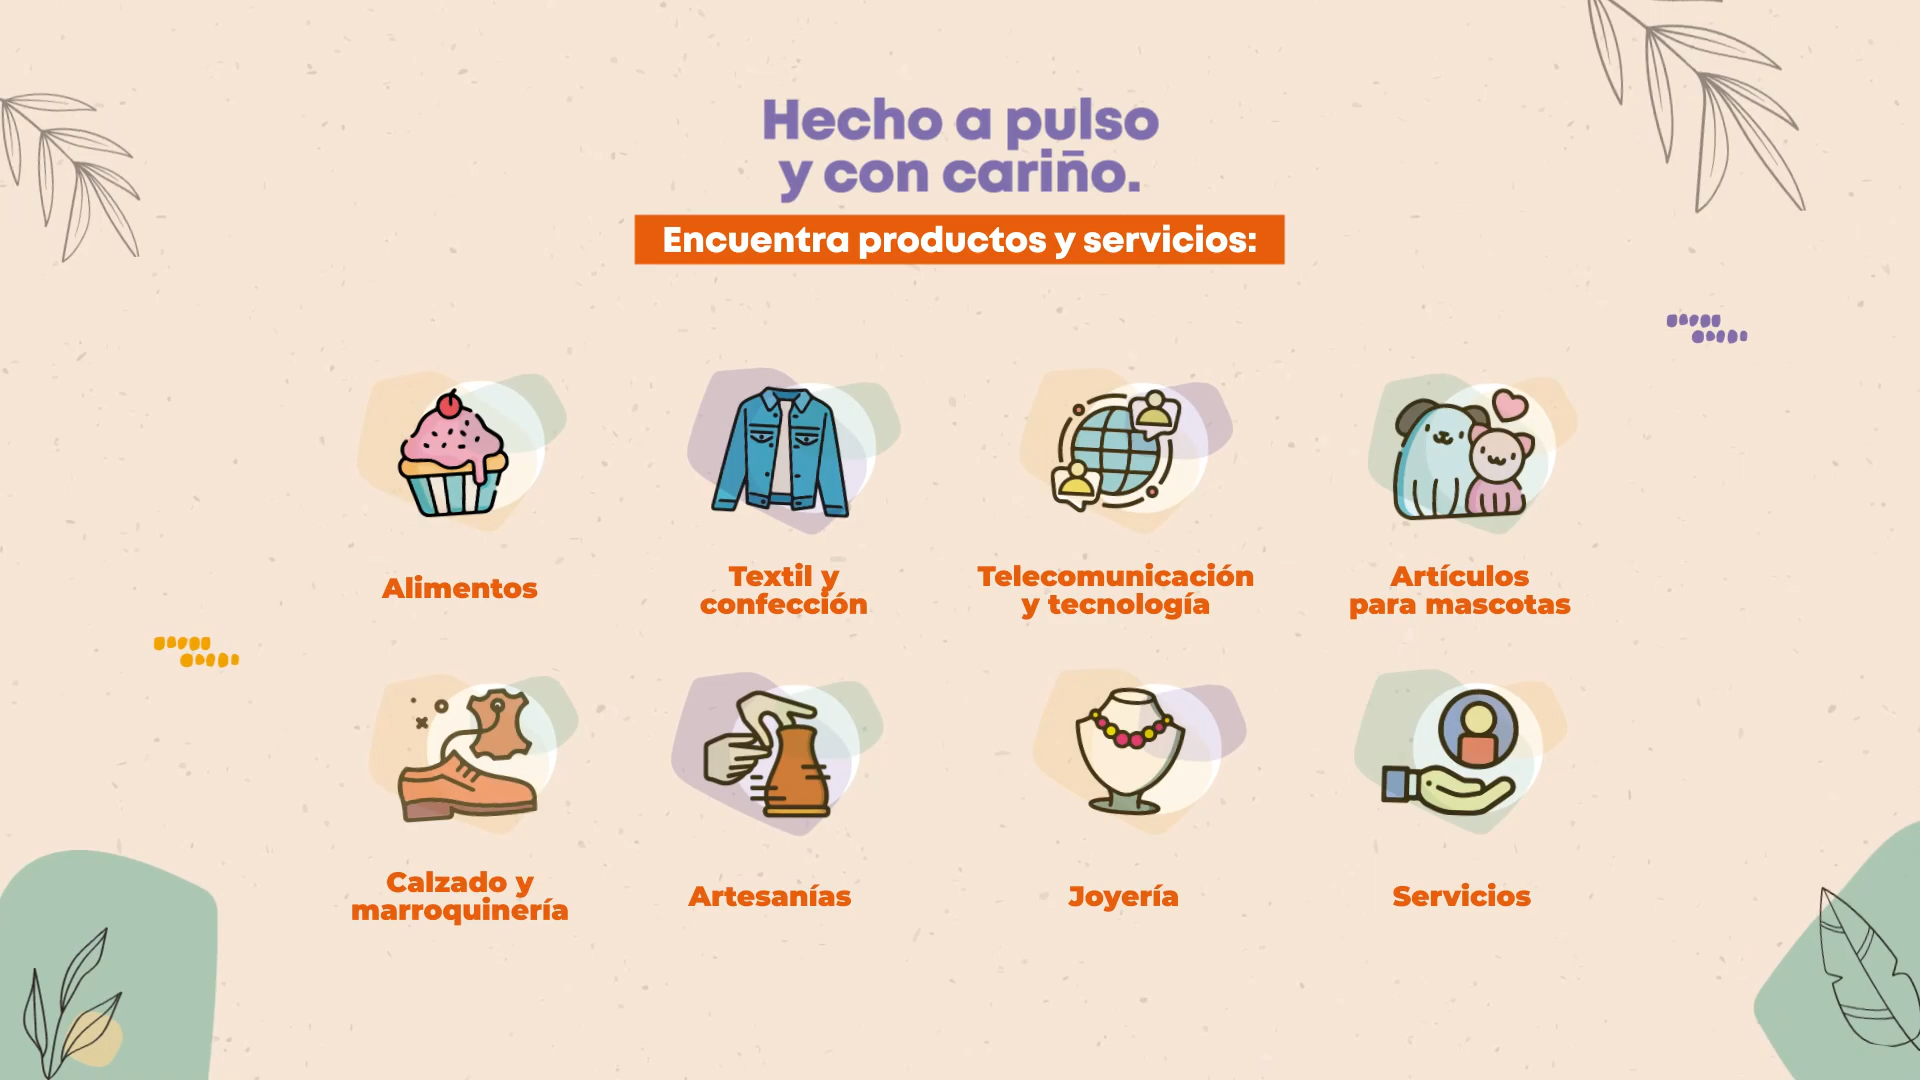 Hecho a pulso
y con cariño.
Encuentra productos y servicios:
Alimentos
Textil y
confección
Telecomunicación
y tecnología
Artículos
para mascotas
Calzado y
marroquinería
Artesanías
Joyería
Servicios